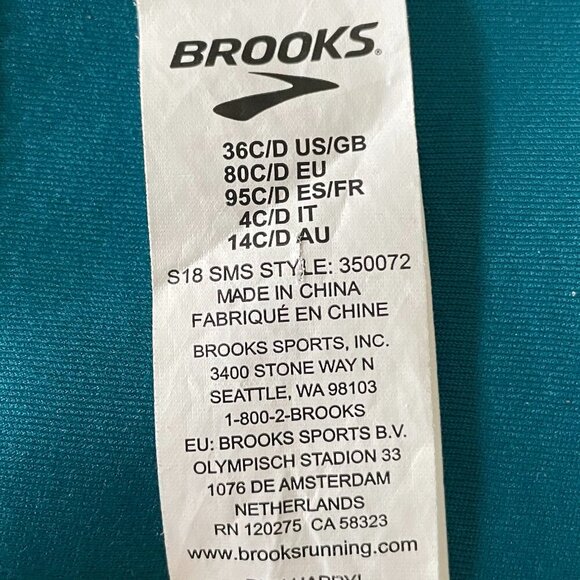 BROOKS®
36C/D US/GB
80C/D EU
95C/D ES/FR
4C/D IT
14C/D AU
S18 SMS STYLE: 350072
MADE IN CHINA
FABRIQUÉ EN CHINE
BROOKS SPORTS, INC.
3400 STONE WAY N
SEATTLE, WA 98103
1-800-2-BROOKS
EU: BROOKS SPORTS B.V.
OLYMPISCH STADION 33
1076 DE AMSTERDAM
NETHERLANDS
RN 120275 CA 58323
www.brooksrunning.com